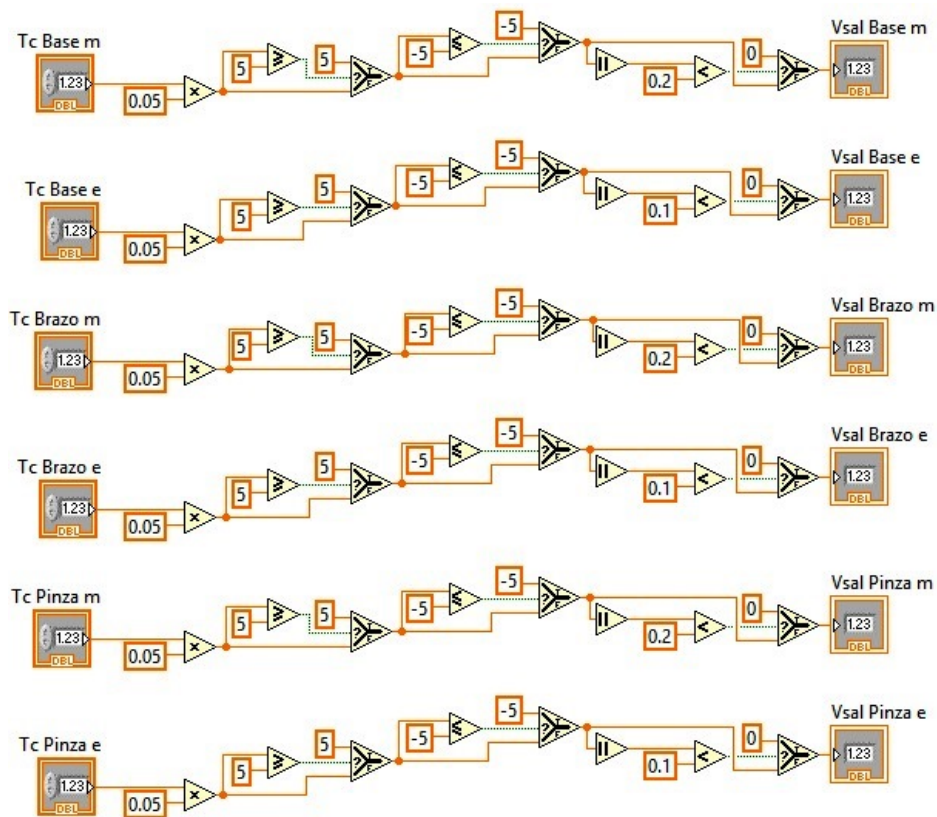 Tc Base m
1.23
DBL
0.05
×
5
≥
5
? T F
-5
≤
-5
? T F
||
0.2
<
0
? T F
Vsal Base m
1.23
DBL
Tc Base e
1.23
DBL
0.05
×
5
≥
5
? T F
-5
≤
-5
? T F
||
0.1
<
0
? T F
Vsal Base e
1.23
DBL
Tc Brazo m
1.23
DBL
0.05
×
5
≥
5
? T F
-5
≤
-5
? T F
||
0.2
<
0
? T F
Vsal Brazo m
1.23
DBL
Tc Brazo e
1.23
DBL
0.05
×
5
≥
5
? T F
-5
≤
-5
? T F
||
0.1
<
0
? T F
Vsal Brazo e
1.23
DBL
Tc Pinza m
1.23
DBL
0.05
×
5
≥
5
? T F
-5
≤
-5
? T F
||
0.2
<
0
? T F
Vsal Pinza m
1.23
DBL
Tc Pinza e
1.23
DBL
0.05
×
5
≥
5
? T F
-5
≤
-5
? T F
||
0.1
<
0
? T F
Vsal Pinza e
1.23
DBL